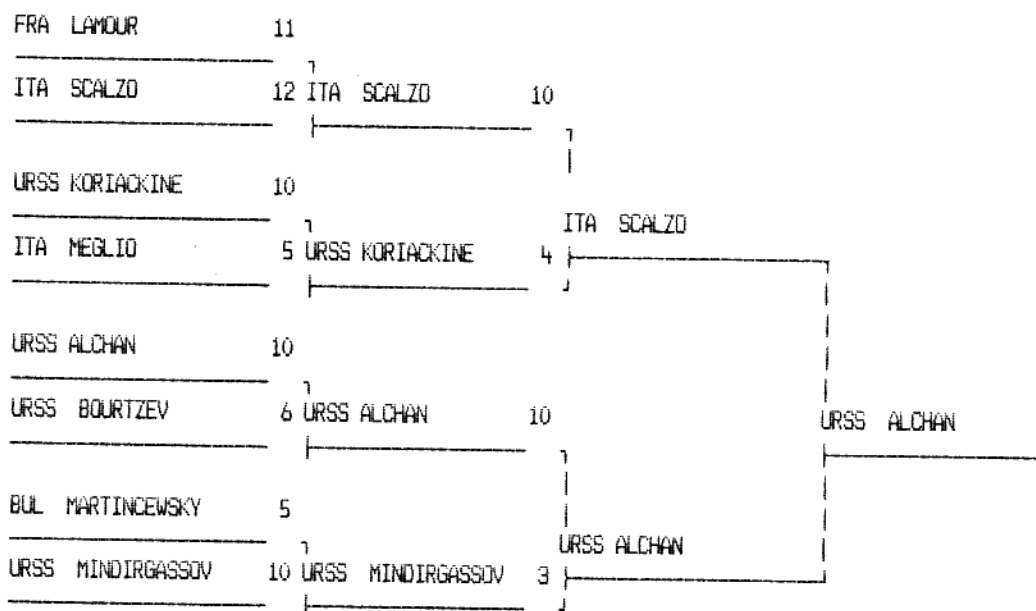 FRA LAMOUR 11
ITA SCALZO 12 ITA SCALZO 10
URSS KORIACKINE 10
ITA SCALZO
ITA MEGLIO 5 URSS KORIACKINE 4
URSS ALCHAN 10
URSS BOURTZEV 6 URSS ALCHAN 10
URSS ALCHAN
BUL MARTINCEWSKY 5
URSS ALCHAN
URSS MINDIRGASSOV 10 URSS MINDIRGASSOV 3